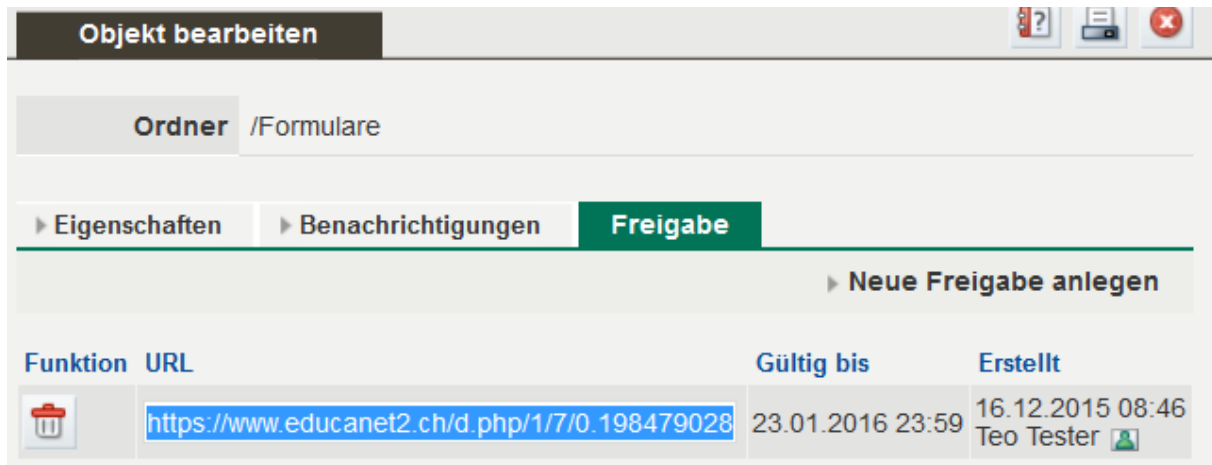 Objekt bearbeiten
Ordner /Formulare
Eigenschaften Benachrichtigungen Freigabe
Neue Freigabe anlegen
Funktion URL Gültig bis Erstellt
https://www.educanet2.ch/d.php/1/7/0.198479028 23.01.2016 23:59 16.12.2015 08:46
Teo Tester